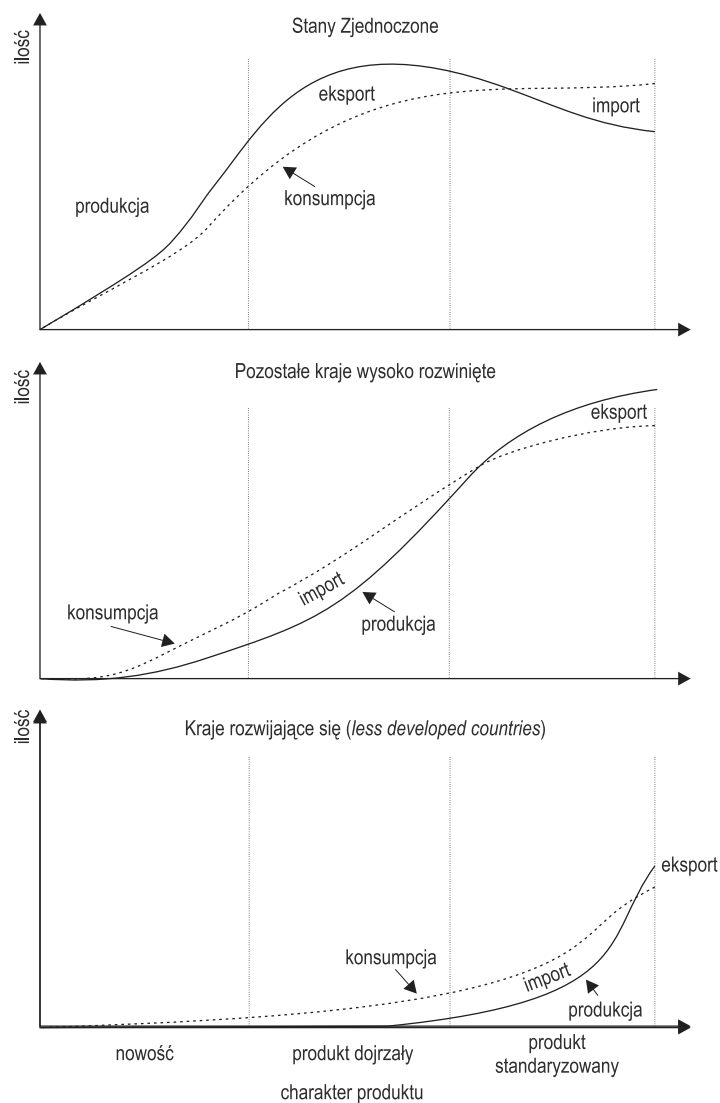 Stany Zjednoczone
ilość
eksport
import
konsumpcja
produkcja
Pozostałe kraje wysoko rozwinięte
ilość
eksport
import
konsumpcja
produkcja
Kraje rozwijające się (less developed countries)
ilość
eksport
konsumpcja
import
produkcja
nowość
produkt dojrzały
produkt
standaryzowany
charakter produktu